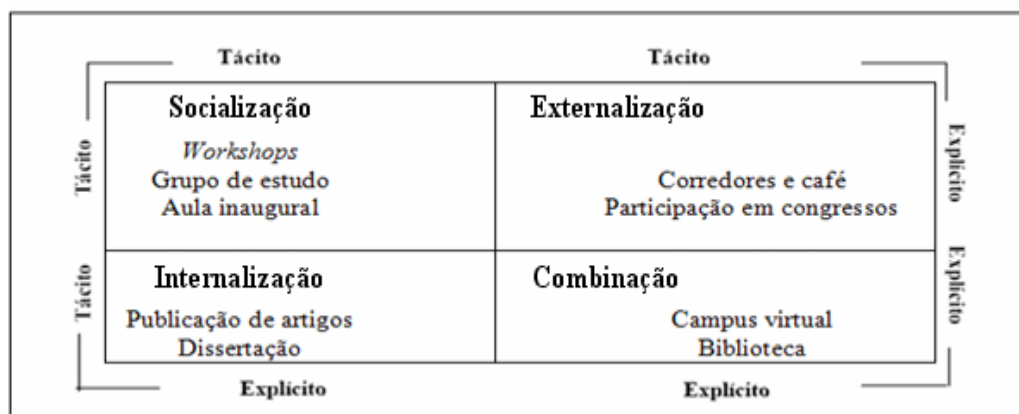 Tácito
Tácito
Tácito
Socialização
Workshops
Grupo de estudo
Aula inaugural
Externalização
Corredores e café
Participação em congressos
Explícito
Tácito
Internalização
Publicação de artigos
Dissertação
Combinação
Campus virtual
Biblioteca
Explícito
Explícito
Explícito